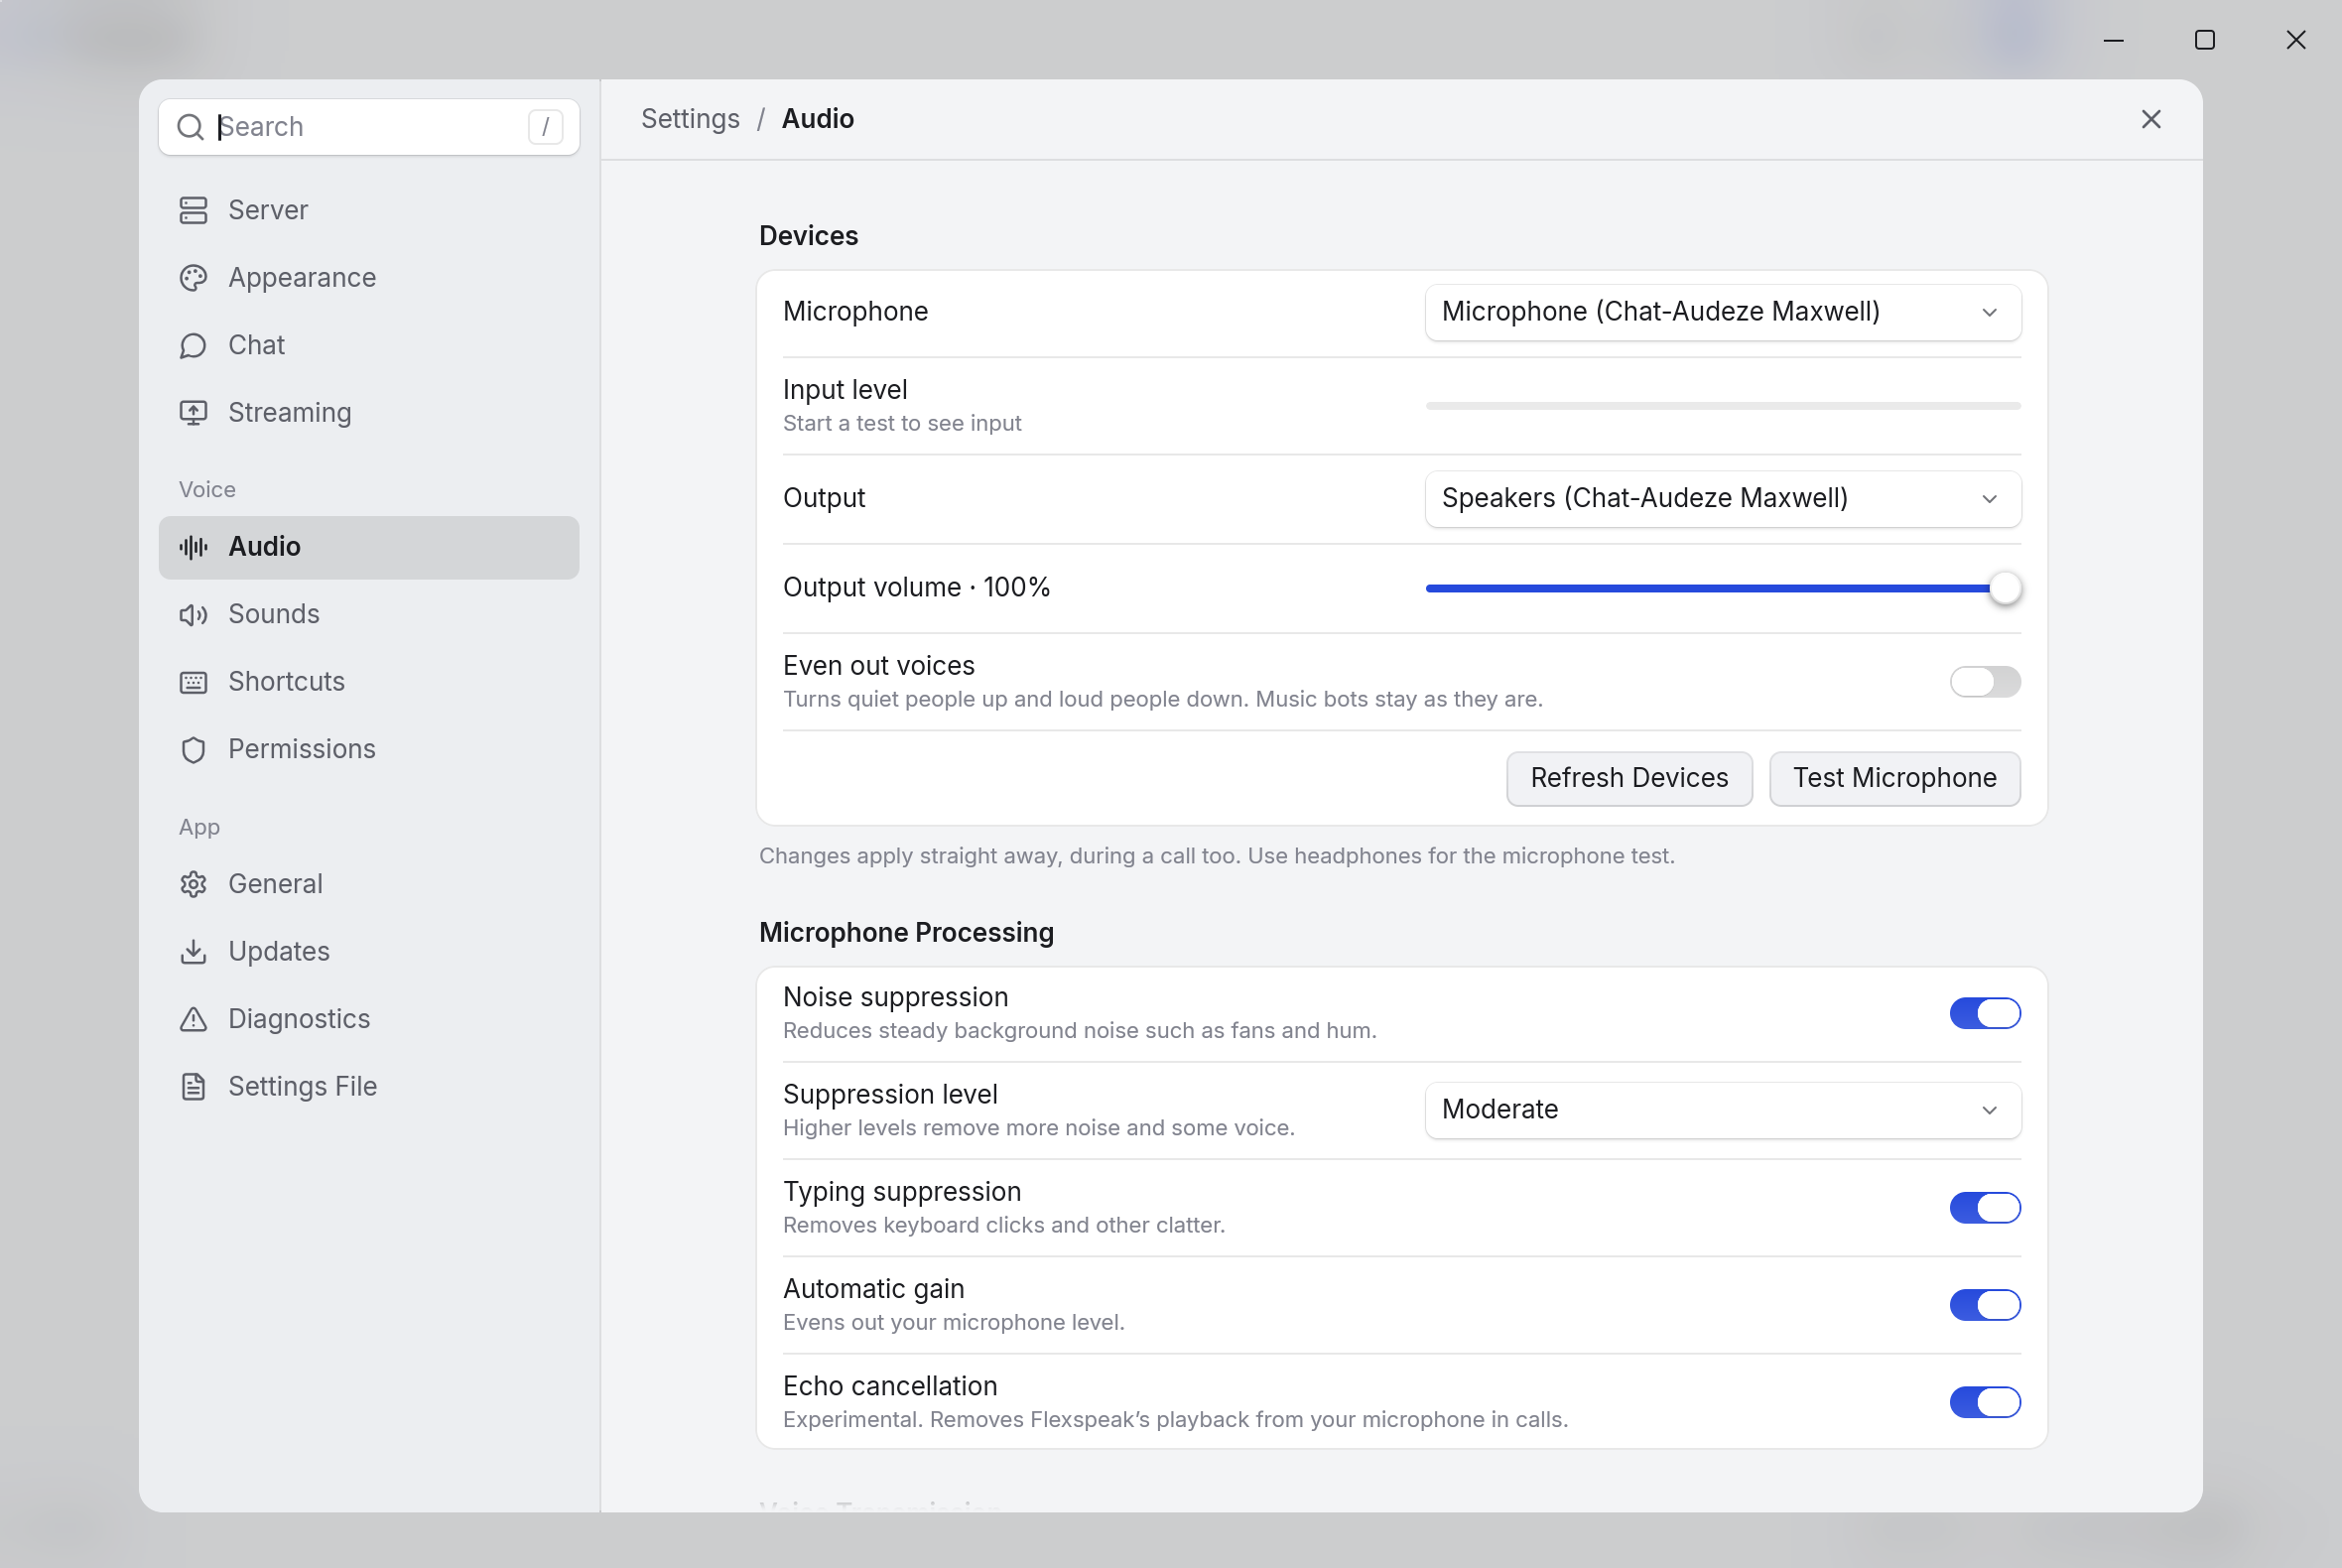 Search
/
Server
Appearance
Chat
Streaming
Voice
Audio
Sounds
Shortcuts
Permissions
App
General
Updates
Diagnostics
Settings File
Settings / Audio
Devices
Microphone
Microphone (Chat-Audeze Maxwell)
Input level
Start a test to see input
Output
Speakers (Chat-Audeze Maxwell)
Output volume · 100%
Even out voices
Turns quiet people up and loud people down. Music bots stay as they are.
Refresh Devices
Test Microphone
Changes apply straight away, during a call too. Use headphones for the microphone test.
Microphone Processing
Noise suppression
Reduces steady background noise such as fans and hum.
Suppression level
Higher levels remove more noise and some voice.
Moderate
Typing suppression
Removes keyboard clicks and other clatter.
Automatic gain
Evens out your microphone level.
Echo cancellation
Experimental. Removes Flexspeak’s playback from your microphone in calls.